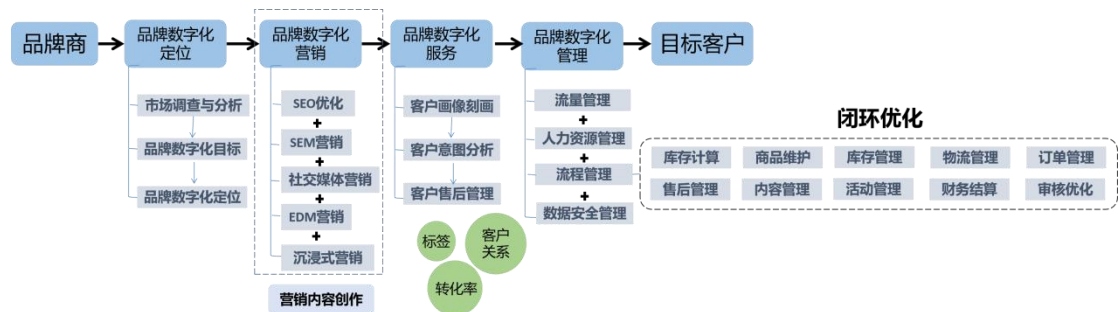 品牌商
品牌数字化
定位
品牌数字化
营销
品牌数字化
服务
品牌数字化
管理
目标客户
市场调查与分析
品牌数字化目标
品牌数字化定位
SEO优化
+
SEM营销
+
社交媒体营销
+
EDM营销
+
沉浸式营销
营销内容创作
客户画像刻画
客户意图分析
客户售后管理
标签
客户
关系
转化率
流量管理
+
人力资源管理
+
流程管理
+
数据安全管理
闭环优化
库存计算
商品维护
库存管理
物流管理
订单管理
售后管理
内容管理
活动管理
财务结算
审核优化